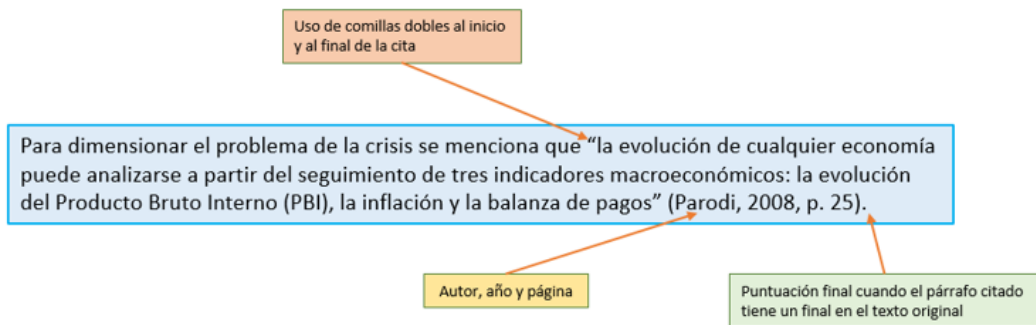 Uso de comillas dobles al inicio
y al final de la cita
Para dimensionar el problema de la crisis se menciona que “la evolución de cualquier economía
puede analizarse a partir del seguimiento de tres indicadores macroeconómicos: la evolución
del Producto Bruto Interno (PBI), la inflación y la balanza de pagos” (Parodi, 2008, p. 25).
Autor, año y página
Puntuación final cuando el párrafo citado
tiene un final en el texto original